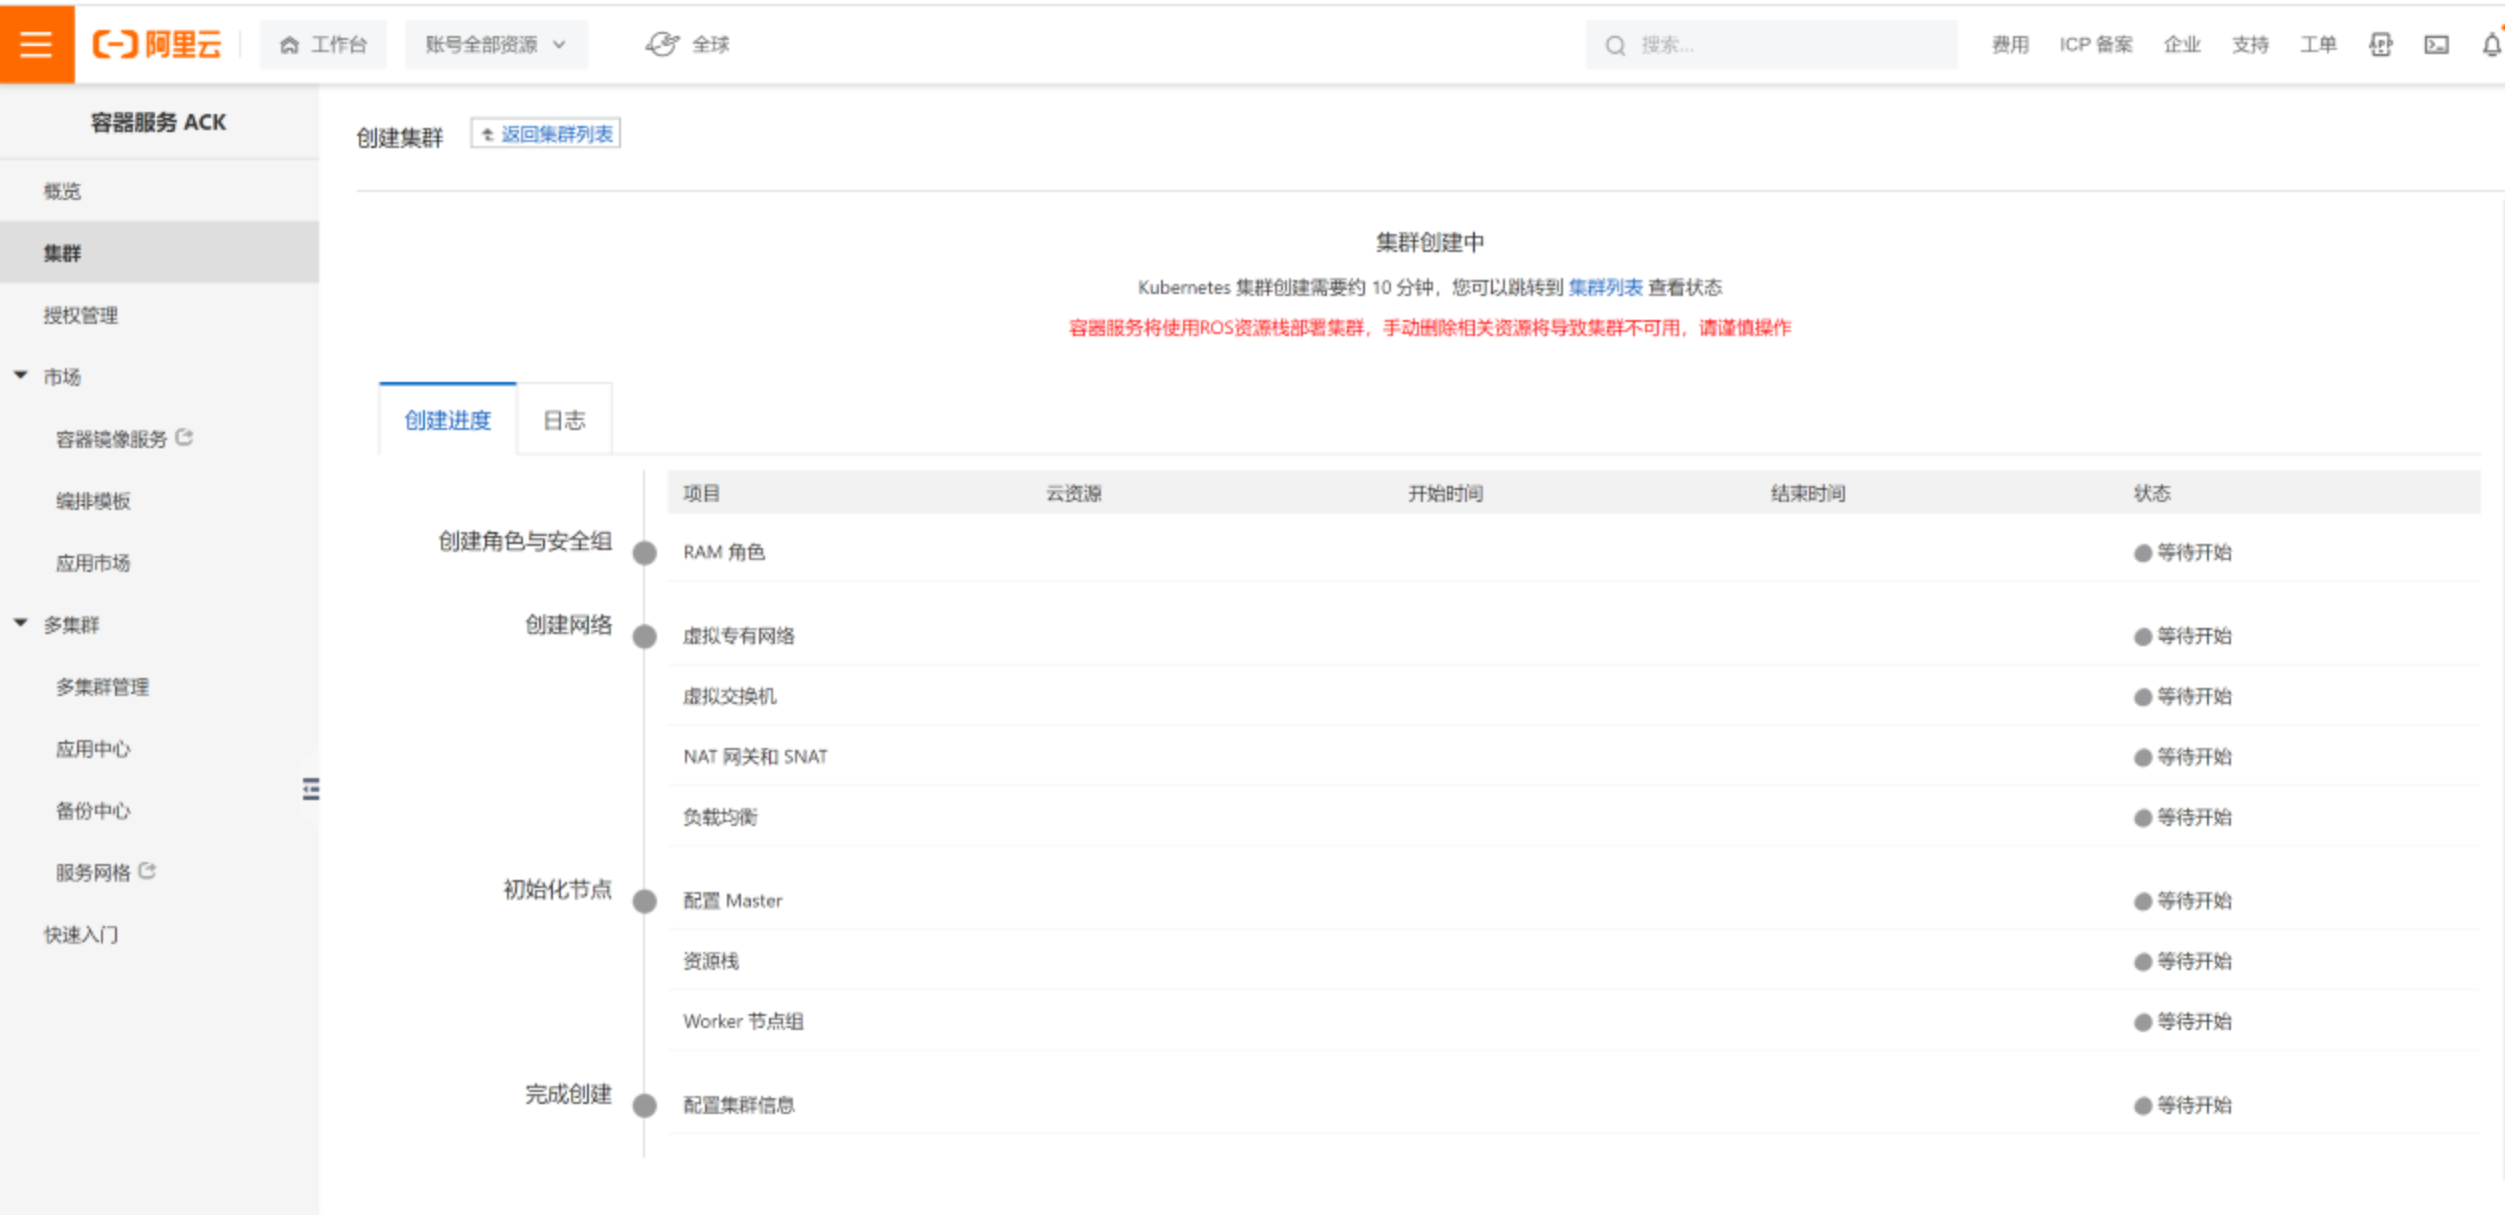 阿里云 工作台 账号全部资源 全球 搜索... 费用 ICP 备案 企业 支持 工单
容器服务 ACK
概览
集群
授权管理
市场
容器镜像服务
编排模板
应用市场
多集群
多集群管理
应用中心
备份中心
服务网格
快速入门
创建集群 返回集群列表
集群创建中
Kubernetes 集群创建需要约 10 分钟，您可以跳转到 集群列表 查看状态
容器服务将使用ROS资源栈部署集群，手动删除相关资源将导致集群不可用，请谨慎操作
创建进度 日志
项目 云资源 开始时间 结束时间 状态
创建角色与安全组 RAM 角色 等待开始
创建网络 虚拟专有网络 等待开始
虚拟交换机 等待开始
NAT 网关和 SNAT 等待开始
负载均衡 等待开始
初始化节点 配置 Master 等待开始
资源栈 等待开始
Worker 节点组 等待开始
完成创建 配置集群信息 等待开始